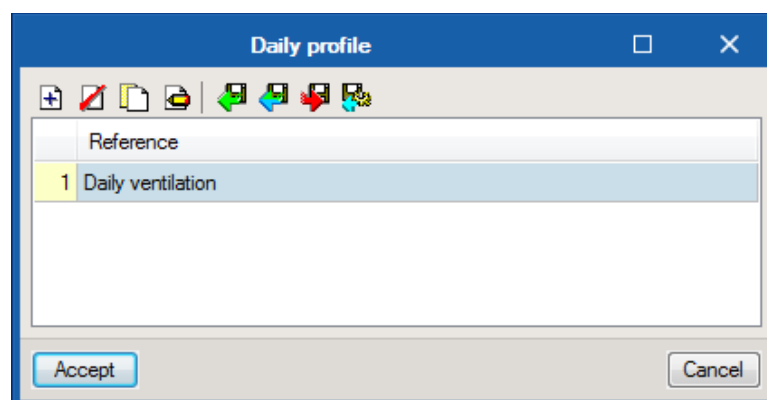 Daily profile
Reference
1 Daily ventilation
Accept Cancel